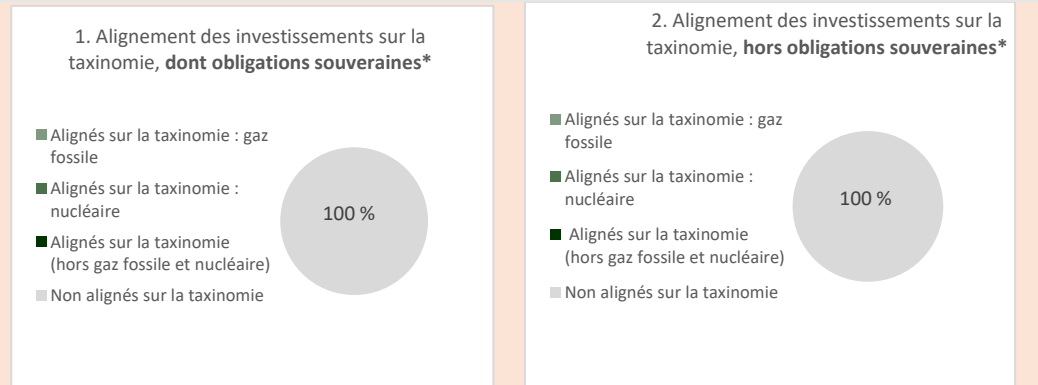 1. Alignement des investissements sur la
taxinomie, dont obligations souveraines*
Alignés sur la taxinomie : gaz
fossile
Alignés sur la taxinomie :
nucléaire
Alignés sur la taxinomie
(hors gaz fossile et nucléaire)
Non alignés sur la taxinomie
100 %
2. Alignement des investissements sur la
taxinomie, hors obligations souveraines*
Alignés sur la taxinomie : gaz
fossile
Alignés sur la taxinomie :
nucléaire
Alignés sur la taxinomie
(hors gaz fossile et nucléaire)
Non alignés sur la taxinomie
100 %